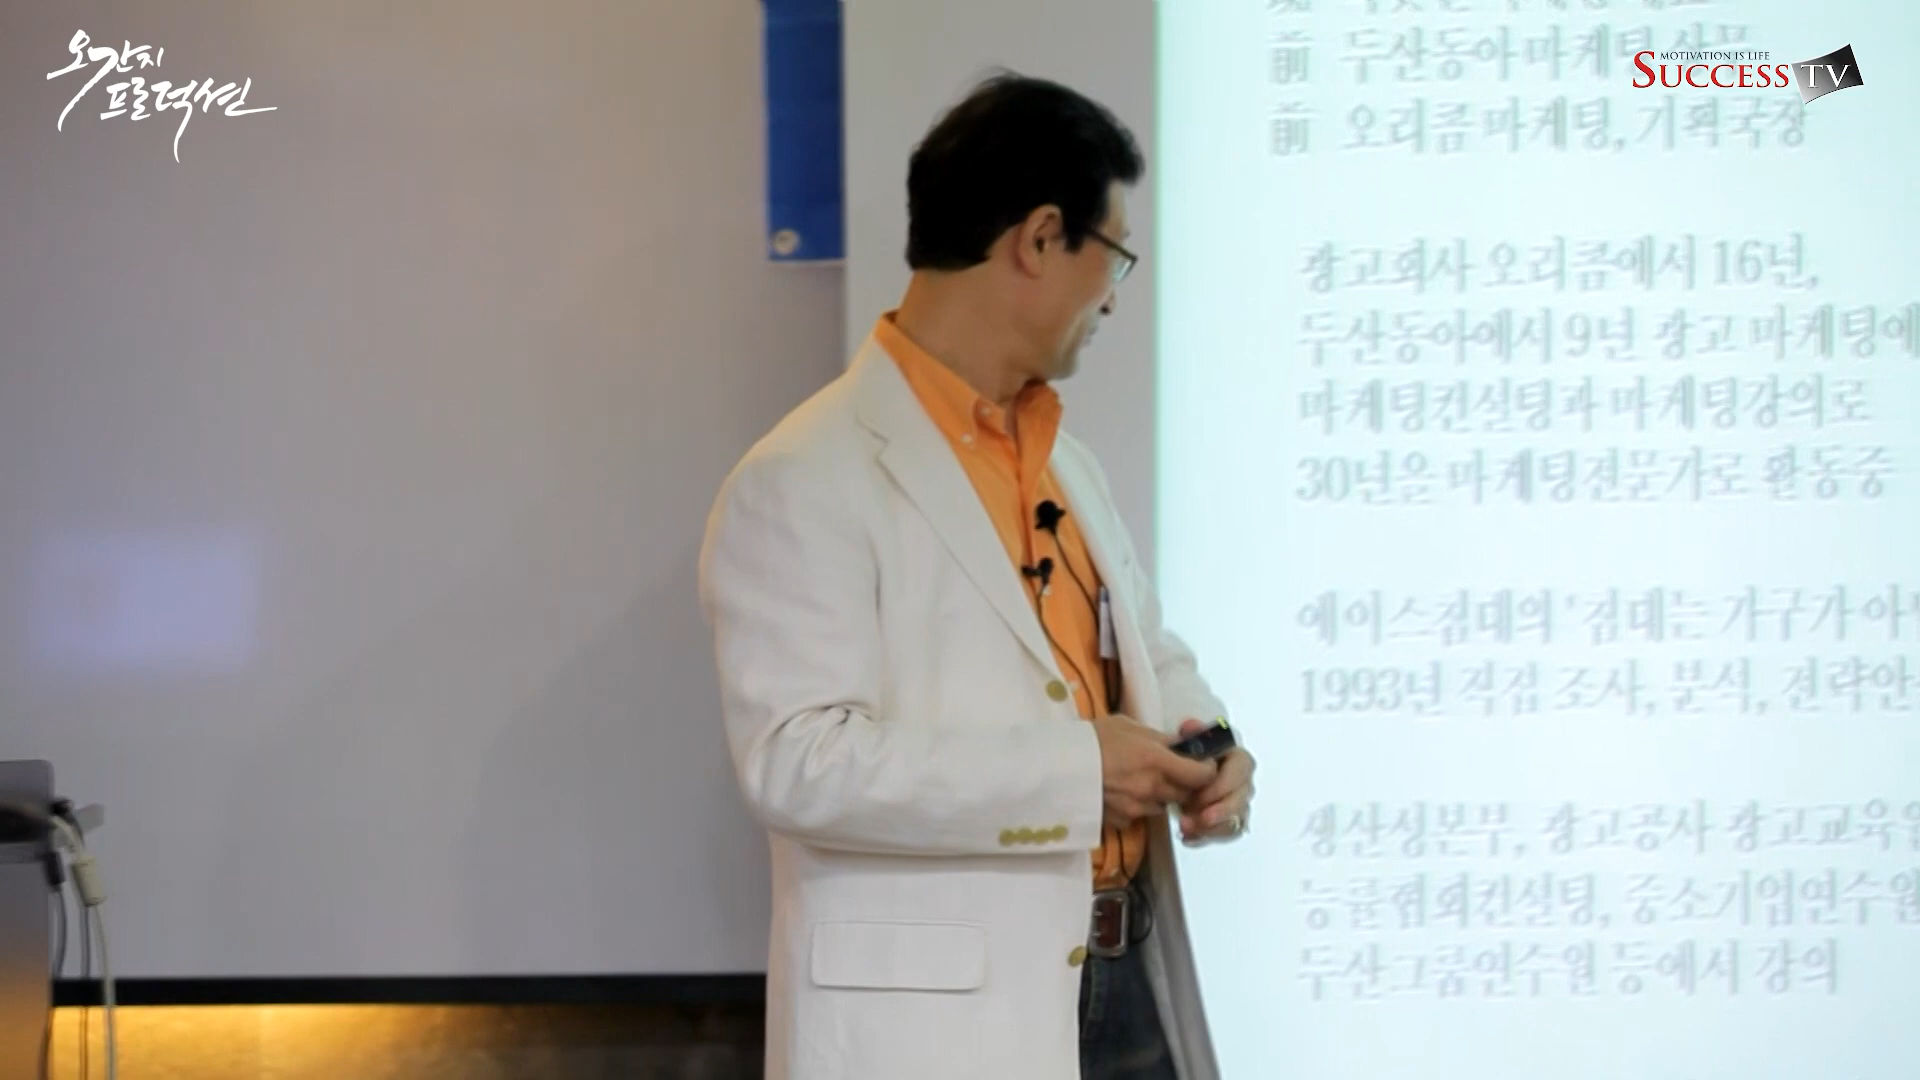 오간지
프로덕션
MOTIVATION IS LIFE
SUCCESS TV
前 두산동아 마케팅
前 오리콤 마케팅, 기획국장
광고회사 오리콤에서 16년,
두산동아에서 9년 광고 마케팅에
마케팅컨설팅과 마케팅강의로
30년을 마케팅전문가로 활동중
에이스침대의 '침대는 가구가
1993년 직접 조사, 분석, 전략안
생산성본부, 광고공사 광고교육원
능률협회컨설팅, 중소기업연수원
두산그룹연수원 등에서 강의